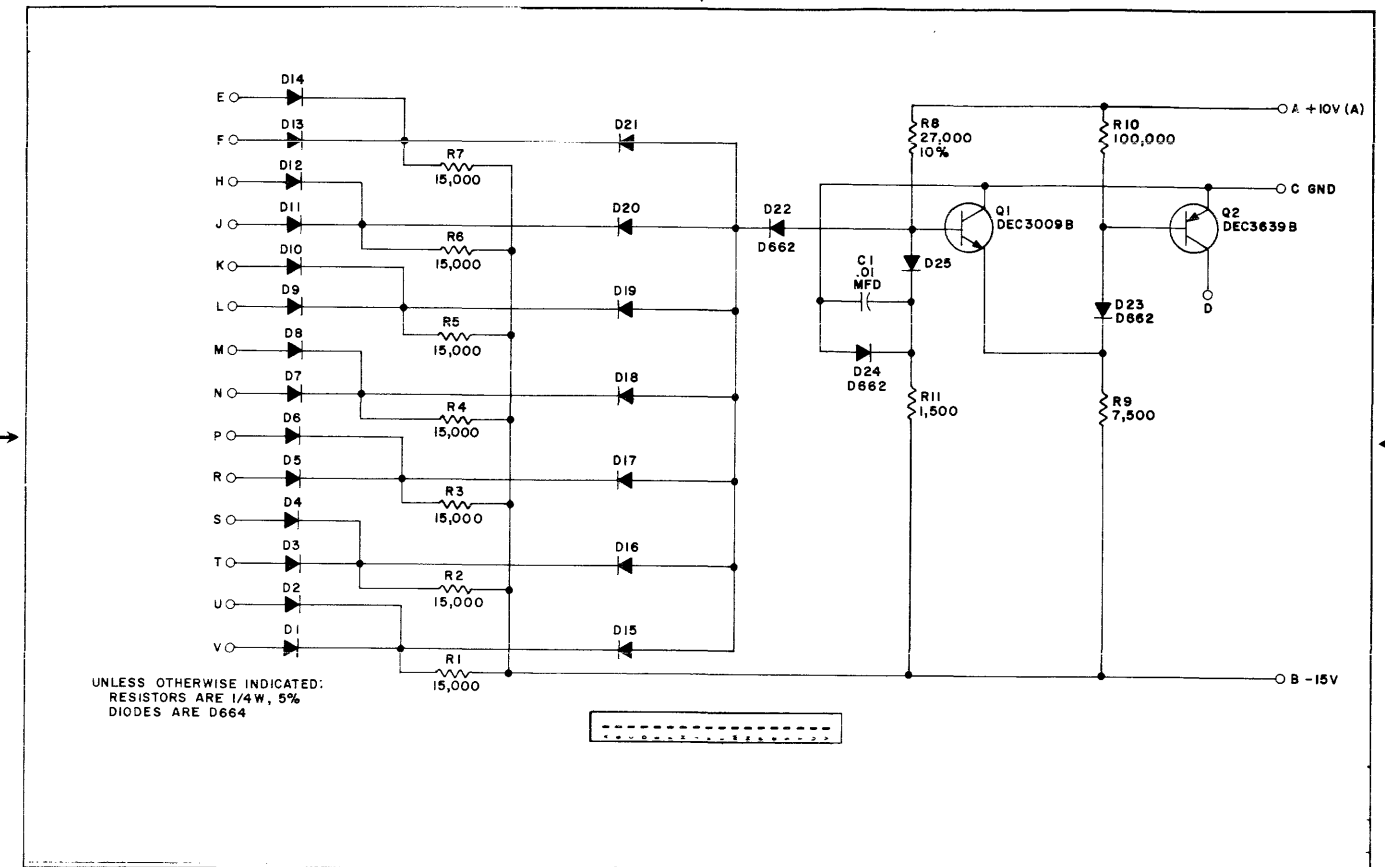 E D14
F D13 D21
R7
15,000
H D12
J D11 D20
R6
15,000
K D10
L D9 D19
R5
15,000
M D8
N D7 D18
R4
15,000
P D6
R D5 D17
R3
15,000
S D4
T D3 D16
R2
15,000
U D2
V D1 D15
R1
15,000
D22
D662
R8
27,000
10%
R10
100,000
A +10V (A)
C GND
Q1
DEC3009B
Q2
DEC3639B
D
D25
C1
.01
MFD
D24
D662
D23
D662
R11
1,500
R9
7,500
B -15V
UNLESS OTHERWISE INDICATED:
RESISTORS ARE 1/4W, 5%
DIODES ARE D664